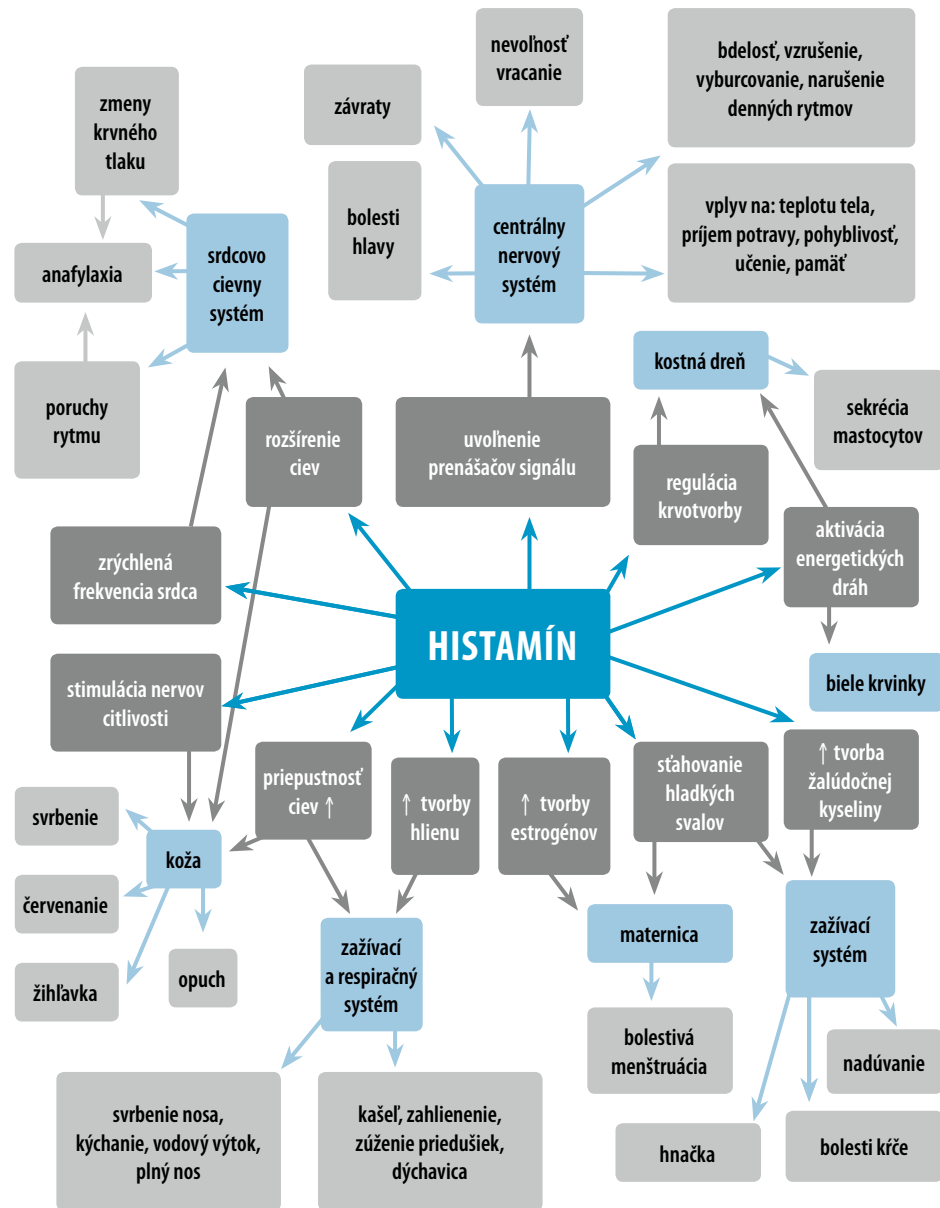 nevoľnosť
vracanie
bdelosť, vzrušenie,
vyburcovanie, narušenie
denných rytmov
závraty
zmeny
krvného
tlaku
bolesti
hlavy
centrálny
nervový
systém
vplyv na: teplotu tela,
príjem potravy, pohyblivosť,
učenie, pamäť
srdcovo
cievny
systém
anafylaxia
kostná dreň
poruchy
rytmu
rozšírenie
ciev
uvoľnenie
prenášačov signálu
sekrécia
mastocytov
regulácia
krvotvorby
zrýchlená
frekvencia srdca
aktivácia
energetických
dráh
HISTAMÍN
stimulácia nervov
citlivosti
biele krvinky
priepustnosť
ciev ↑
↑ tvorby
hlienu
↑ tvorby
estrogénov
sťahovanie
hladkých
svalov
↑ tvorba
žalúdočnej
kyseliny
svrbenie
koža
červenanie
žihľavka
opuch
zažívací
a respiračný
systém
maternica
zažívací
systém
bolestivá
menštruácia
nadúvanie
svrbenie nosa,
kýchanie, vodový výtok,
plný nos
kašeľ, zahlienenie,
zúženie priedušiek,
dýchavica
hnačka
bolesti kŕče